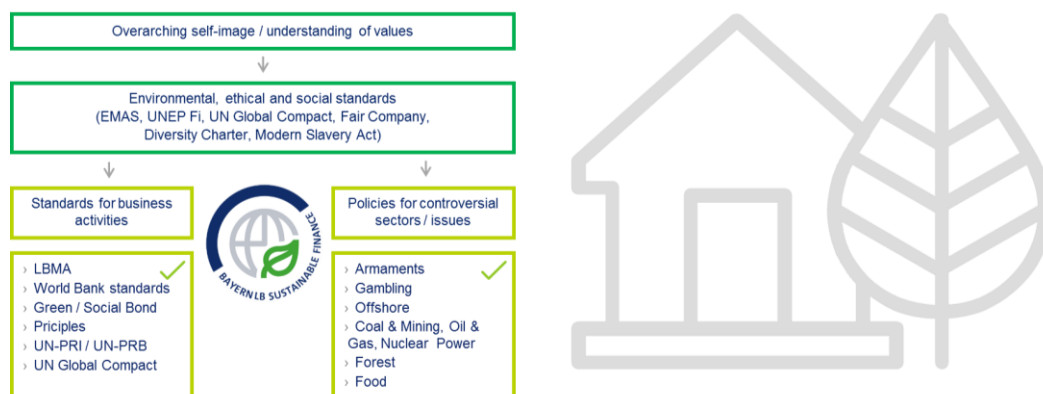 Overarching self-image / understanding of values
Environmental, ethical and social standards
(EMAS, UNEP Fi, UN Global Compact, Fair Company,
Diversity Charter, Modern Slavery Act)
Standards for business
activities
› LBMA
› World Bank standards
› Green / Social Bond
› Priciples
› UN-PRI / UN-PRB
› UN Global Compact
BAYERNLB SUSTAINABLE FINANCE
Policies for controversial
sectors / issues
› Armaments
› Gambling
› Offshore
› Coal & Mining, Oil &
Gas, Nuclear Power
› Forest
› Food